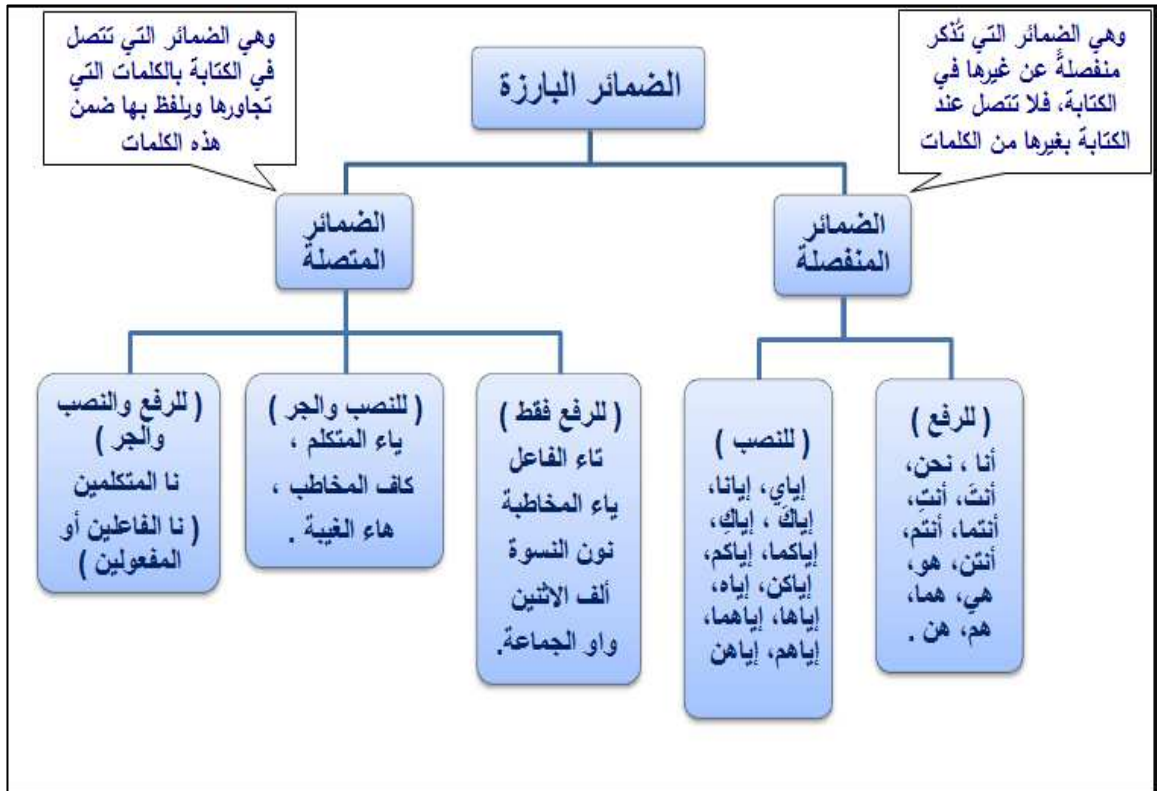 الضمائر البارزة
وهي الضمائر التي تُذكر
منفصلةً عن غيرها في
الكتابة، فلا تتصل عند
الكتابة بغيرها من الكلمات
وهي الضمائر التي تتصل
في الكتابة بالكلمات التي
تجاورها ويلفظ بها ضمن
هذه الكلمات
الضمائر
المنفصلة
الضمائر
المتصلة
( للرفع )
أنا ، نحن،
أنتَ، أنتِ،
أنتما، أنتم،
أنتن، هو،
هي، هما،
هم، هن .
( للنصب )
إياي، إيانا،
إياكَ ، إياكِ،
إياكما، إياكم،
إياكن، إياه،
إياها، إياهما،
إياهم، إياهن
( للرفع فقط )
تاء الفاعل
ياء المخاطبة
نون النسوة
ألف الاثنين
واو الجماعة.
( للنصب والجر )
ياء المتكلم ،
كاف المخاطب ،
هاء الغيبة .
( للرفع والنصب
والجر )
نا المتكلمين
( نا الفاعلين أو
المفعولين )